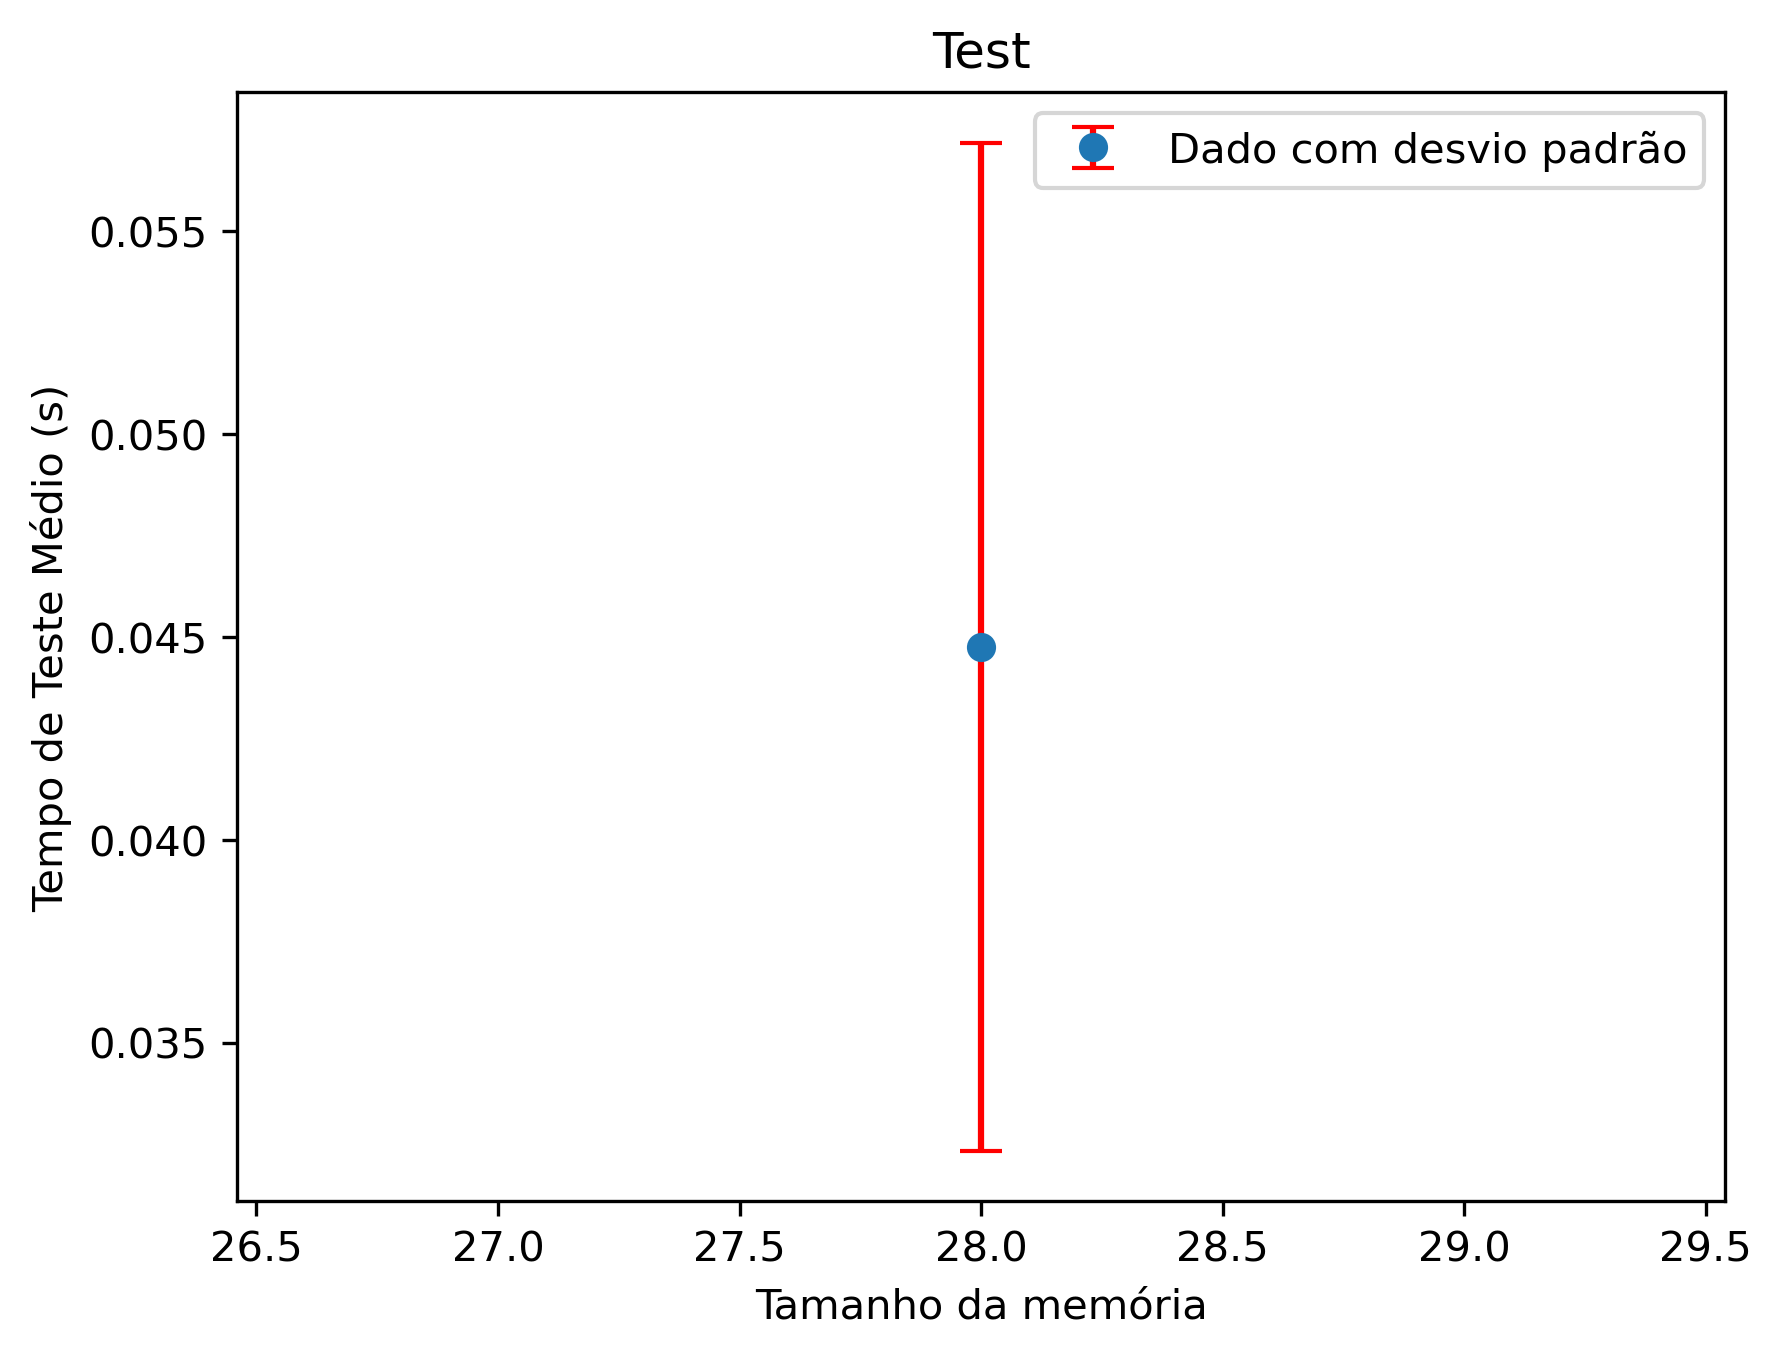 Test
Dado com desvio padrão
0.055
0.050
0.045
0.040
0.035
Tempo de Teste Médio (s)
26.5 27.0 27.5 28.0 28.5 29.0 29.5
Tamanho da memória